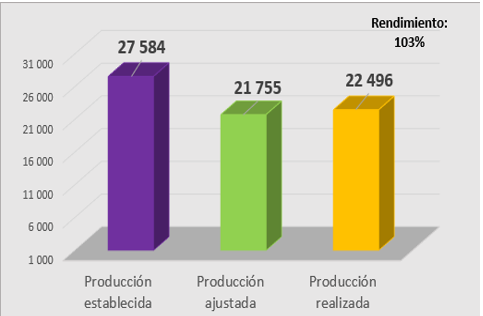 Rendimiento:
103%
27 584
21 755
22 496
31 000
26 000
21 000
16 000
11 000
6 000
1 000
Producción
establecida
Producción
ajustada
Producción
realizada